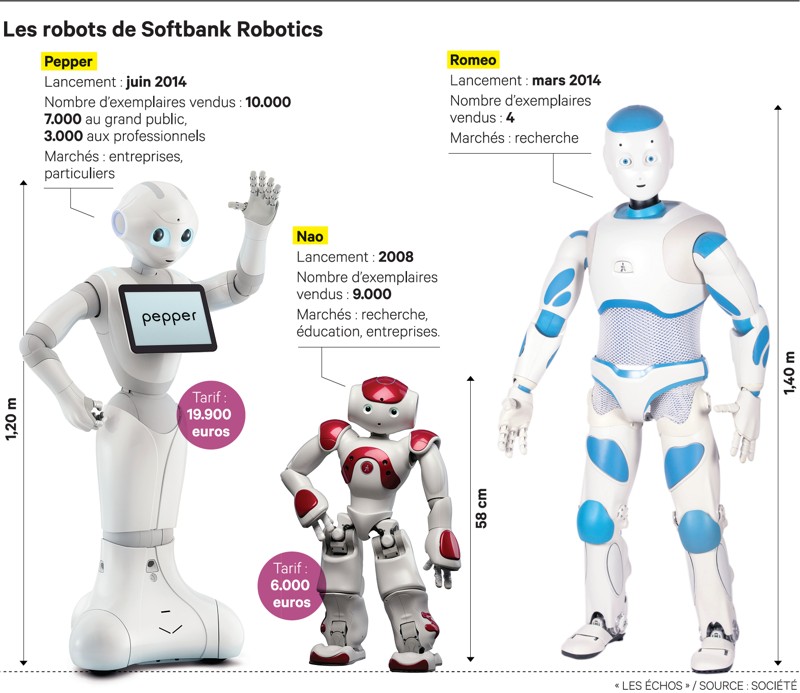 Les robots de Softbank Robotics
Pepper
Lancement : juin 2014
Nombre d'exemplaires vendus : 10.000
7.000 au grand public,
3.000 aux professionnels
Marchés : entreprises,
particuliers
1,20 m
pepper
Tarif :
19.900
euros
Nao
Lancement : 2008
Nombre d'exemplaires
vendus : 9.000
Marchés : recherche,
éducation, entreprises.
Tarif :
6.000
euros
58 cm
Romeo
Lancement : mars 2014
Nombre d'exemplaires
vendus : 4
Marchés : recherche
1,40 m
« LES ÉCHOS » / SOURCE : SOCIÉTÉ